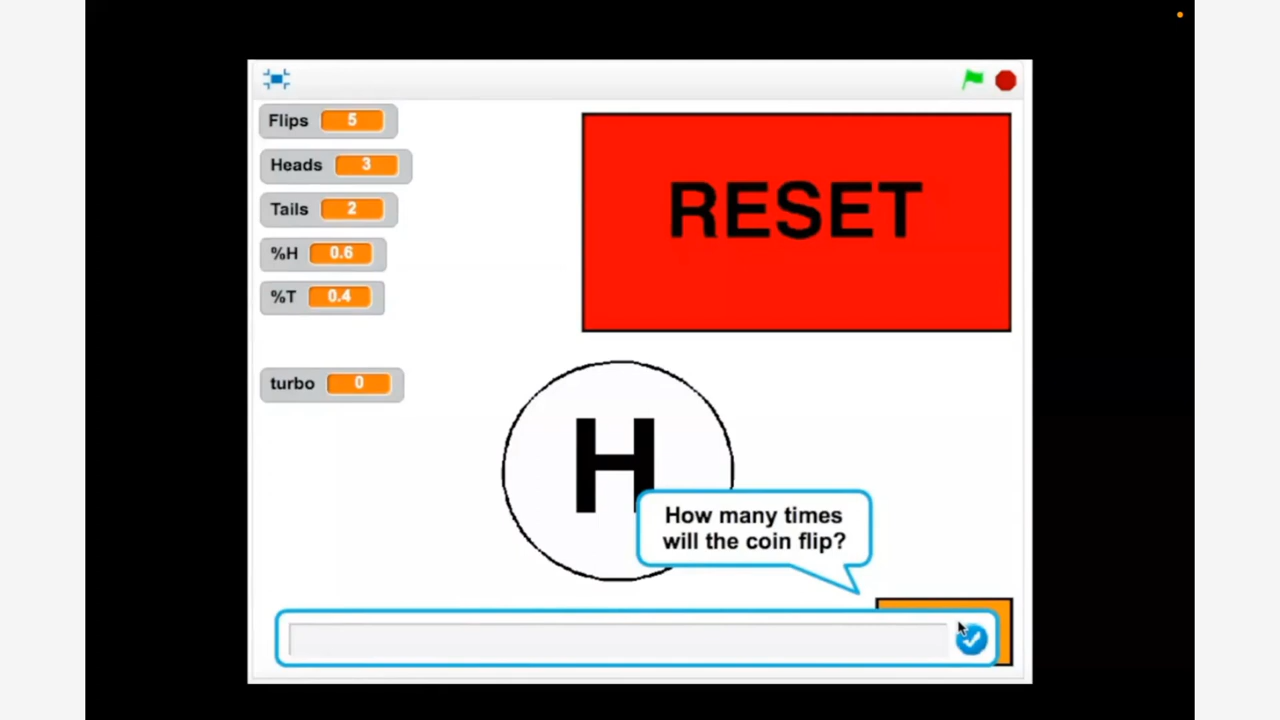 Flips 5
Heads 3
Tails 2
%H 0.6
%T 0.4
RESET
turbo 0
H
How many times
will the coin flip?